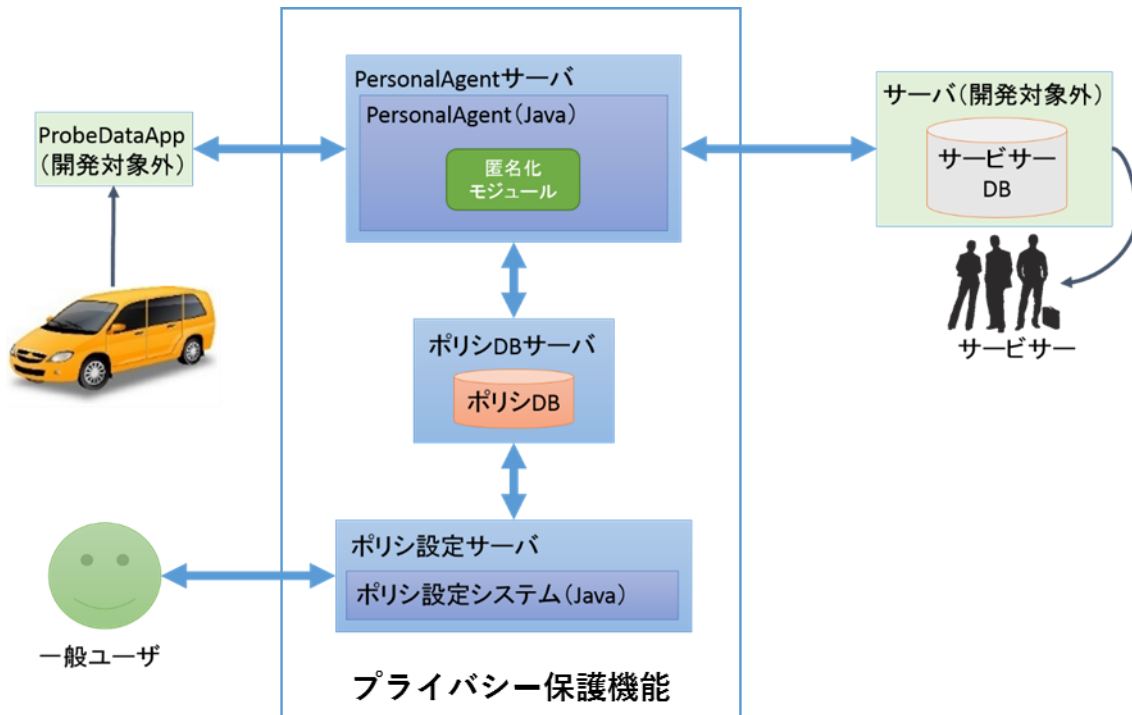 PersonalAgentサーバ
PersonalAgent(Java)
匿名化
モジュール
ProbeDataApp
(開発対象外)
サーバ(開発対象外)
サービサー
DB
サービサー
ポリシDBサーバ
ポリシDB
ポリシ設定サーバ
ポリシ設定システム(Java)
一般ユーザ
プライバシー保護機能